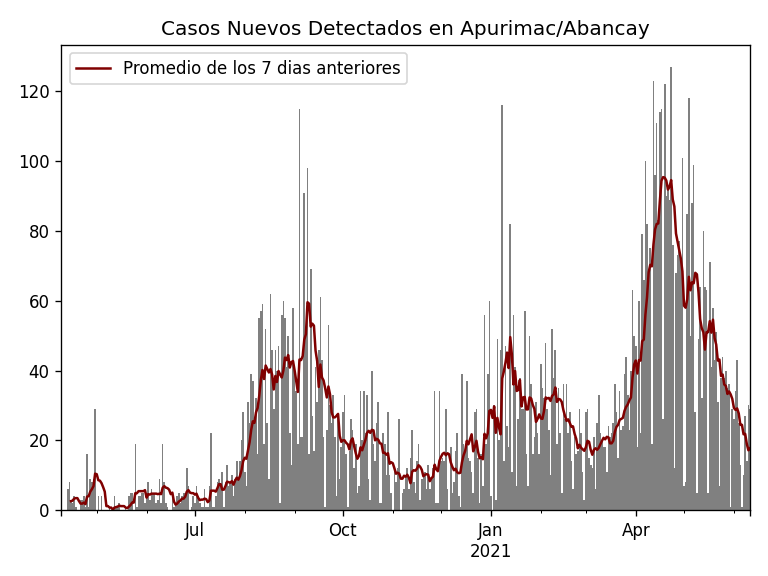 Casos Nuevos Detectados en Apurimac/Abancay
Promedio de los 7 dias anteriores
120
100
80
60
40
20
0
Jul
Oct
Jan
2021
Apr